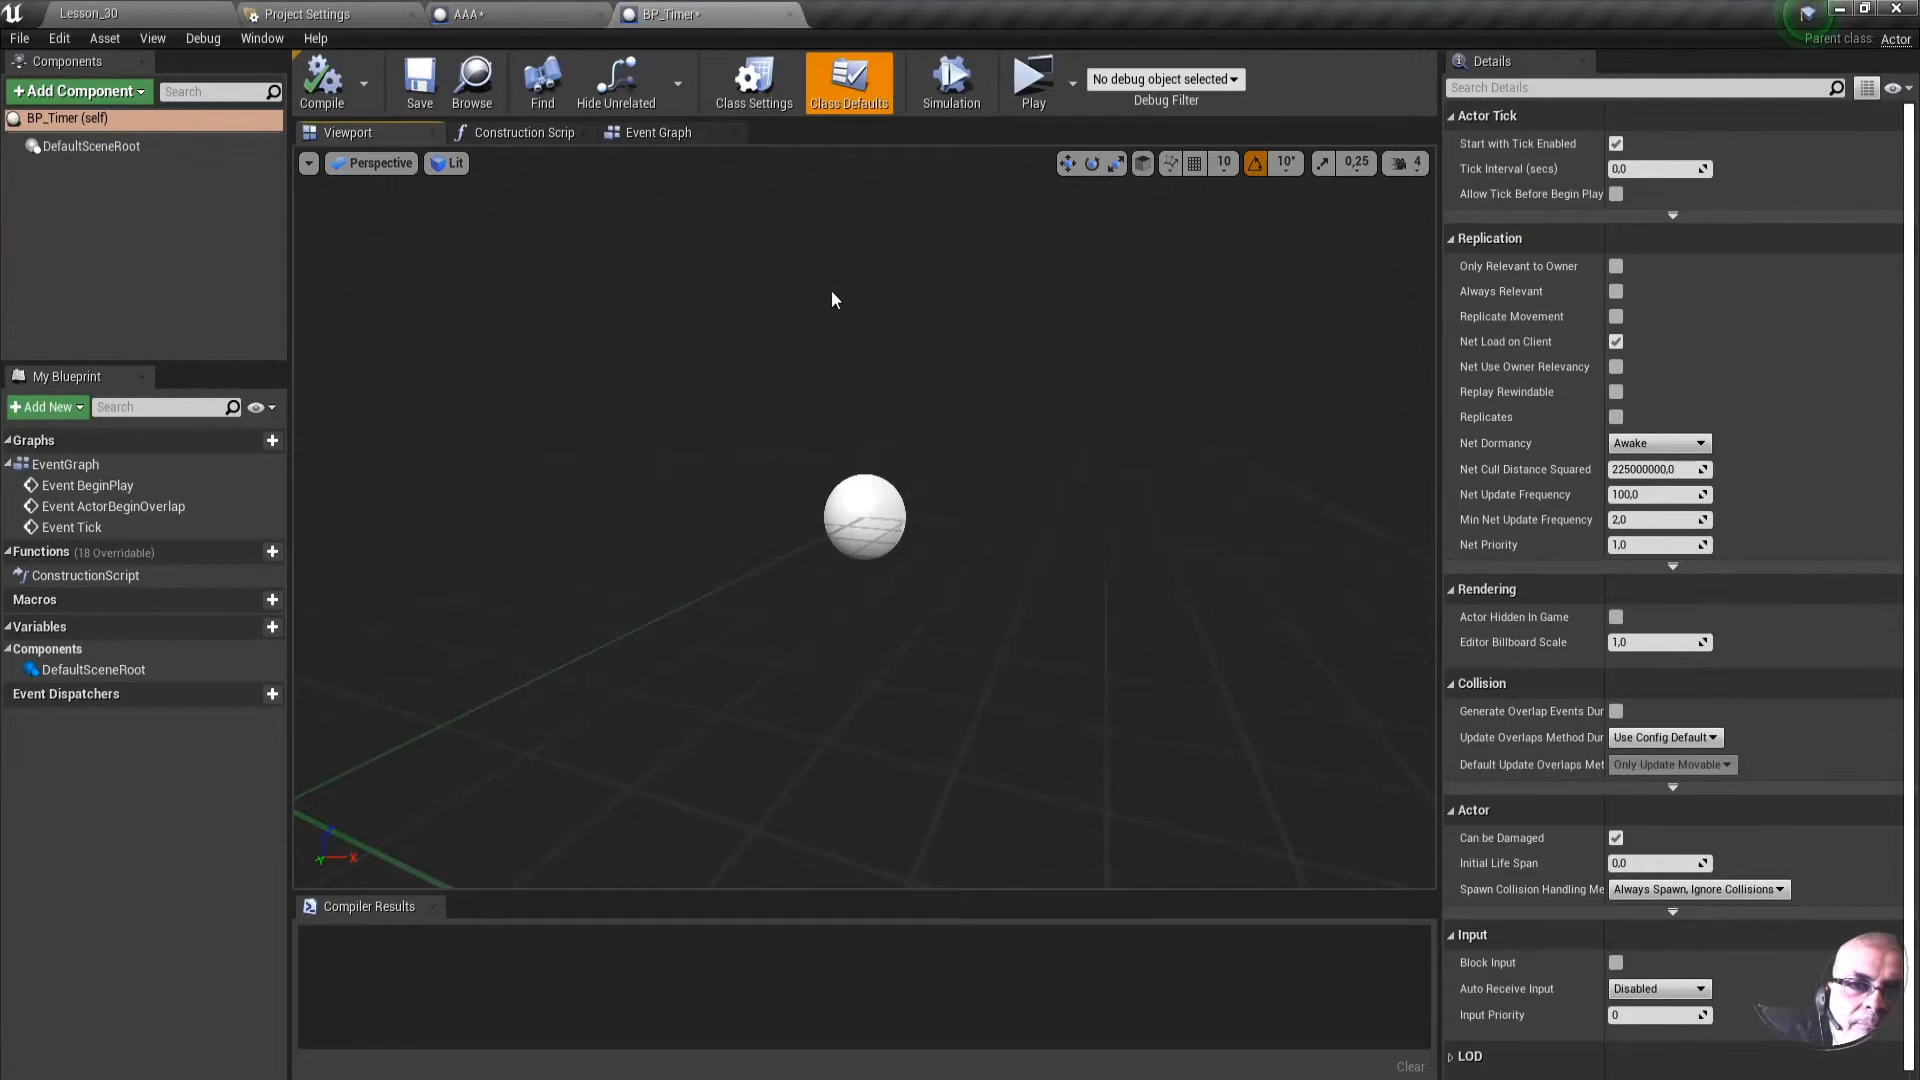 Lesson_30
Project Settings
AAA*
BP_Timer*
File Edit Asset View Debug Window Help
Parent class: Actor
Components
+Add Component
Search
BP_Timer (self)
DefaultSceneRoot
Compile
Save
Browse
Find
Hide Unrelated
Class Settings
Class Defaults
Simulation
Play
No debug object selected
Debug Filter
Viewport
Construction Scrip
Event Graph
Perspective
Lit
10
10°
0,25
4
My Blueprint
+Add New
Search
Graphs
EventGraph
Event BeginPlay
Event ActorBeginOverlap
Event Tick
Functions (18 Overridable)
ConstructionScript
Macros
Variables
Components
DefaultSceneRoot
Event Dispatchers
X
Y
Compiler Results
Clear
Details
Search Details
Actor Tick
Start with Tick Enabled
Tick Interval (secs) 0,0
Allow Tick Before Begin Play
Replication
Only Relevant to Owner
Always Relevant
Replicate Movement
Net Load on Client
Net Use Owner Relevancy
Replay Rewindable
Replicates
Net Dormancy Awake
Net Cull Distance Squared 225000000,0
Net Update Frequency 100,0
Min Net Update Frequency 2,0
Net Priority 1,0
Rendering
Actor Hidden In Game
Editor Billboard Scale 1,0
Collision
Generate Overlap Events Dur
Update Overlaps Method Dur Use Config Default
Default Update Overlaps Met Only Update Movable
Actor
Can be Damaged
Initial Life Span 0,0
Spawn Collision Handling Me Always Spawn, Ignore Collisions
Input
Block Input
Auto Receive Input Disabled
Input Priority 0
LOD